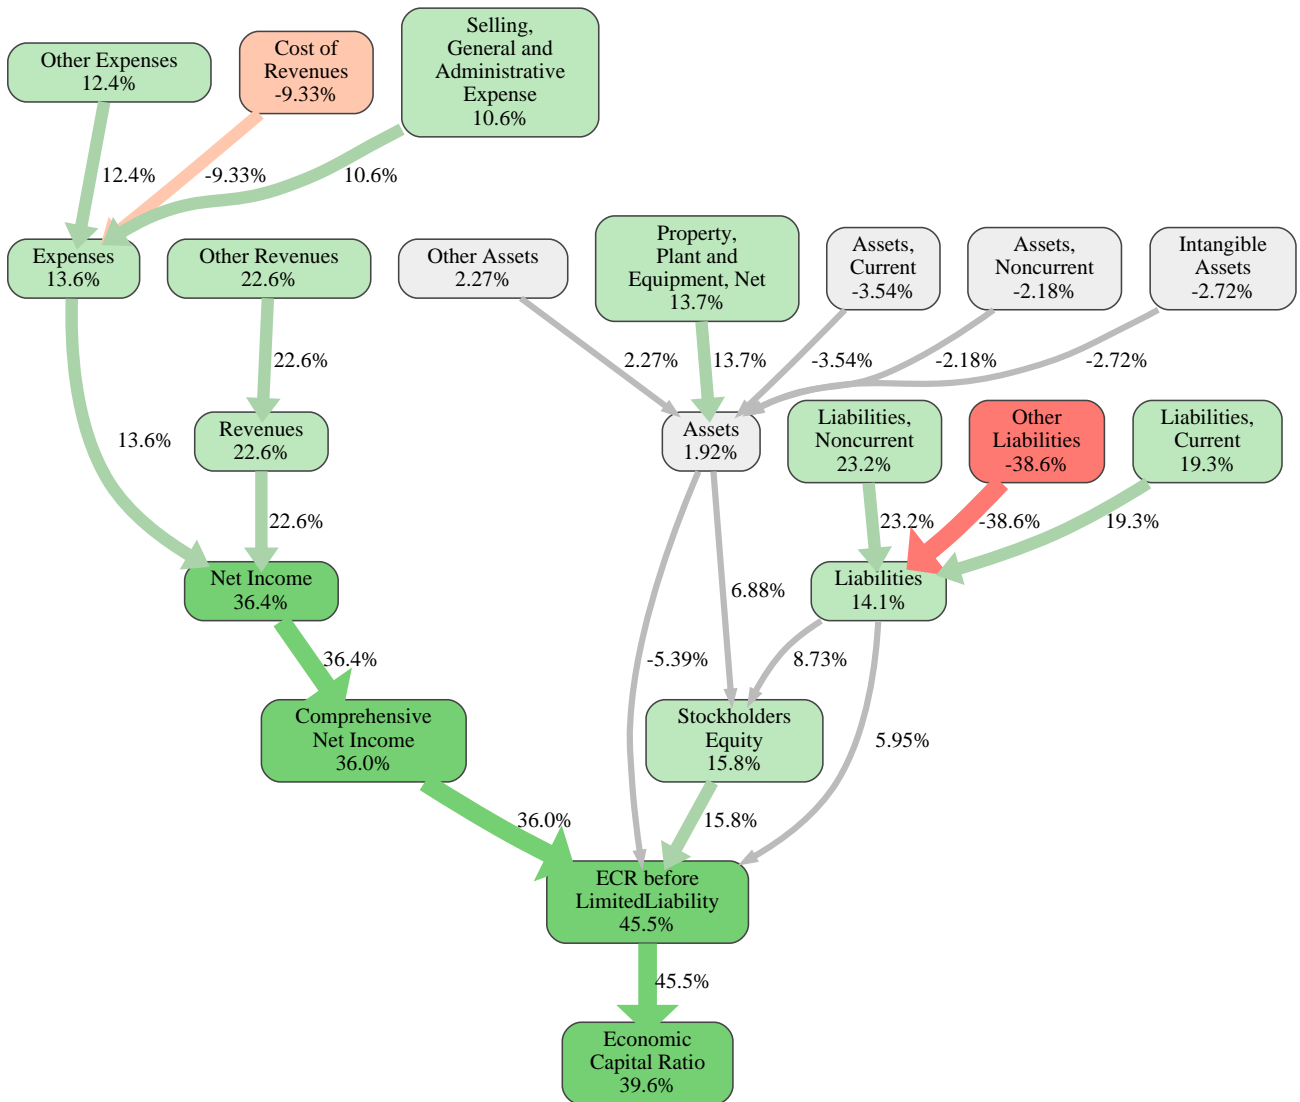 Other Expenses
12.4%
Cost of
Revenues
-9.33%
Selling,
General and
Administrative
Expense
10.6%
12.4%
-9.33%
10.6%
Expenses
13.6%
Other Revenues
22.6%
Other Assets
2.27%
Property,
Plant and
Equipment, Net
13.7%
Assets,
Current
-3.54%
Assets,
Noncurrent
-2.18%
Intangible
Assets
-2.72%
22.6%
2.27%
13.7%
-3.54%
-2.18%
-2.72%
13.6%
Revenues
22.6%
Assets
1.92%
Liabilities,
Noncurrent
23.2%
Other
Liabilities
-38.6%
Liabilities,
Current
19.3%
22.6%
23.2%
-38.6%
19.3%
Net Income
36.4%
6.88%
Liabilities
14.1%
36.4%
-5.39%
8.73%
Comprehensive
Net Income
36.0%
Stockholders
Equity
15.8%
5.95%
36.0%
15.8%
ECR before
LimitedLiability
45.5%
45.5%
Economic
Capital Ratio
39.6%